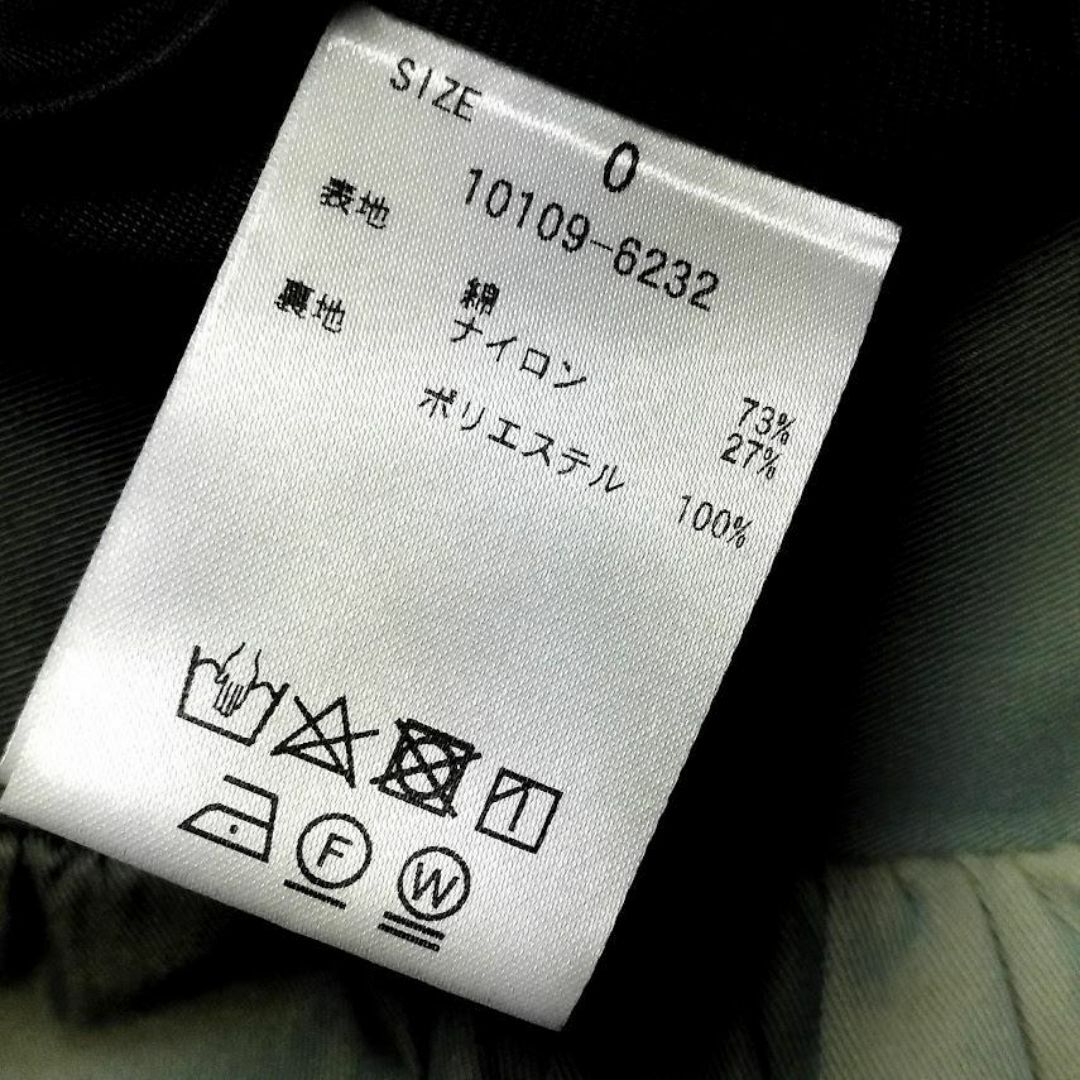 SIZE 0
10109-6232
表地
綿 73%
ナイロン 27%
裏地
ポリエステル 100%
F W